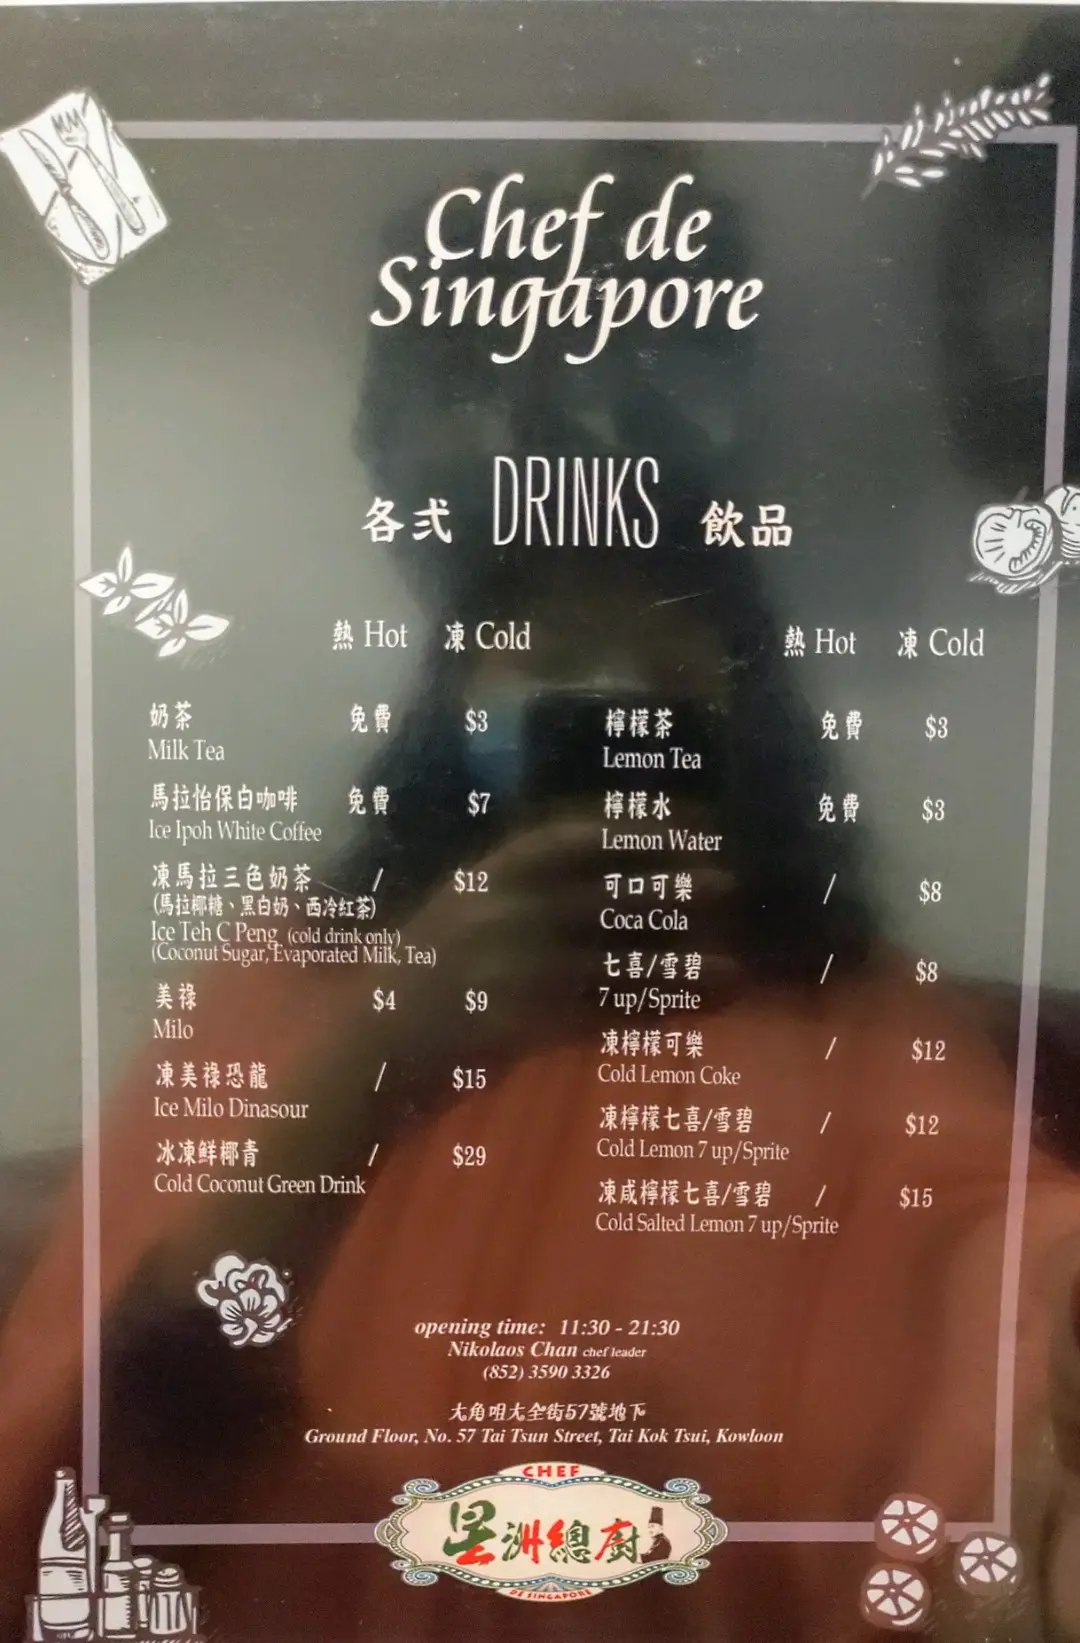 Chef de
Singapore
各式 DRINKS 飲品
熱 Hot 凍 Cold
奶茶 免費 $3
Milk Tea
馬拉怡保白咖啡 免費 $7
Ice Ipoh White Coffee
凍馬拉三色奶茶 / $12
(馬拉椰糖、黑白奶、西冷紅茶)
Ice Teh C Peng (cold drink only)
(Coconut Sugar, Evaporated Milk, Tea)
美祿 $4 $9
Milo
凍美祿恐龍 / $15
Ice Milo Dinasour
冰凍鮮椰青 / $29
Cold Coconut Green Drink
熱 Hot 凍 Cold
檸檬茶 免費 $3
Lemon Tea
檸檬水 免費 $3
Lemon Water
可口可樂 / $8
Coca Cola
七喜/雪碧 / $8
7 up/Sprite
凍檸檬可樂 / $12
Cold Lemon Coke
凍檸檬七喜/雪碧 / $12
Cold Lemon 7 up/Sprite
凍咸檸檬七喜/雪碧 / $15
Cold Salted Lemon 7 up/Sprite
opening time: 11:30 - 21:30
Nikolaos Chan chef leader
(852) 3590 3326
大角咀大全街57號地下
Ground Floor, No. 57 Tai Tsun Street, Tai Kok Tsui, Kowloon
CHEF
星洲總廚
DE SINGAPORE